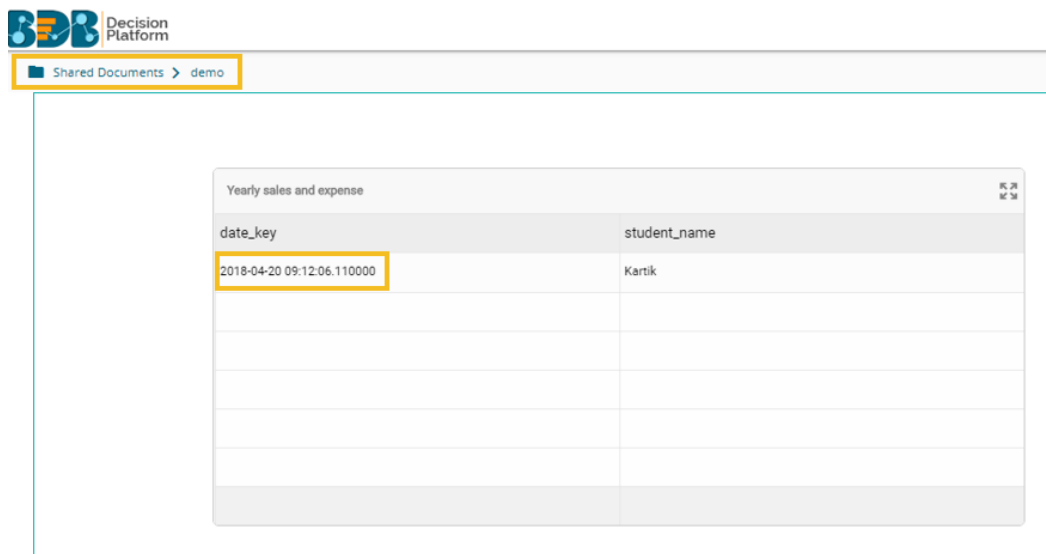 BDB Decision
Platform
Shared Documents > demo
Yearly sales and expense
date_key student_name
2018-04-20 09:12:06.110000 Kartik